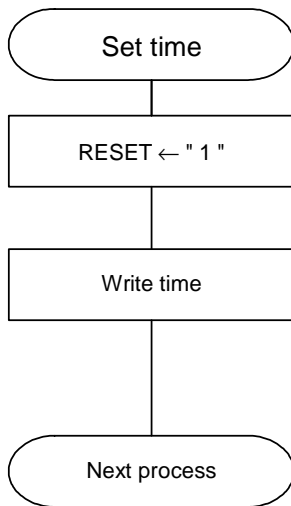 Set time
RESET ← " 1 "
Write time
Next process